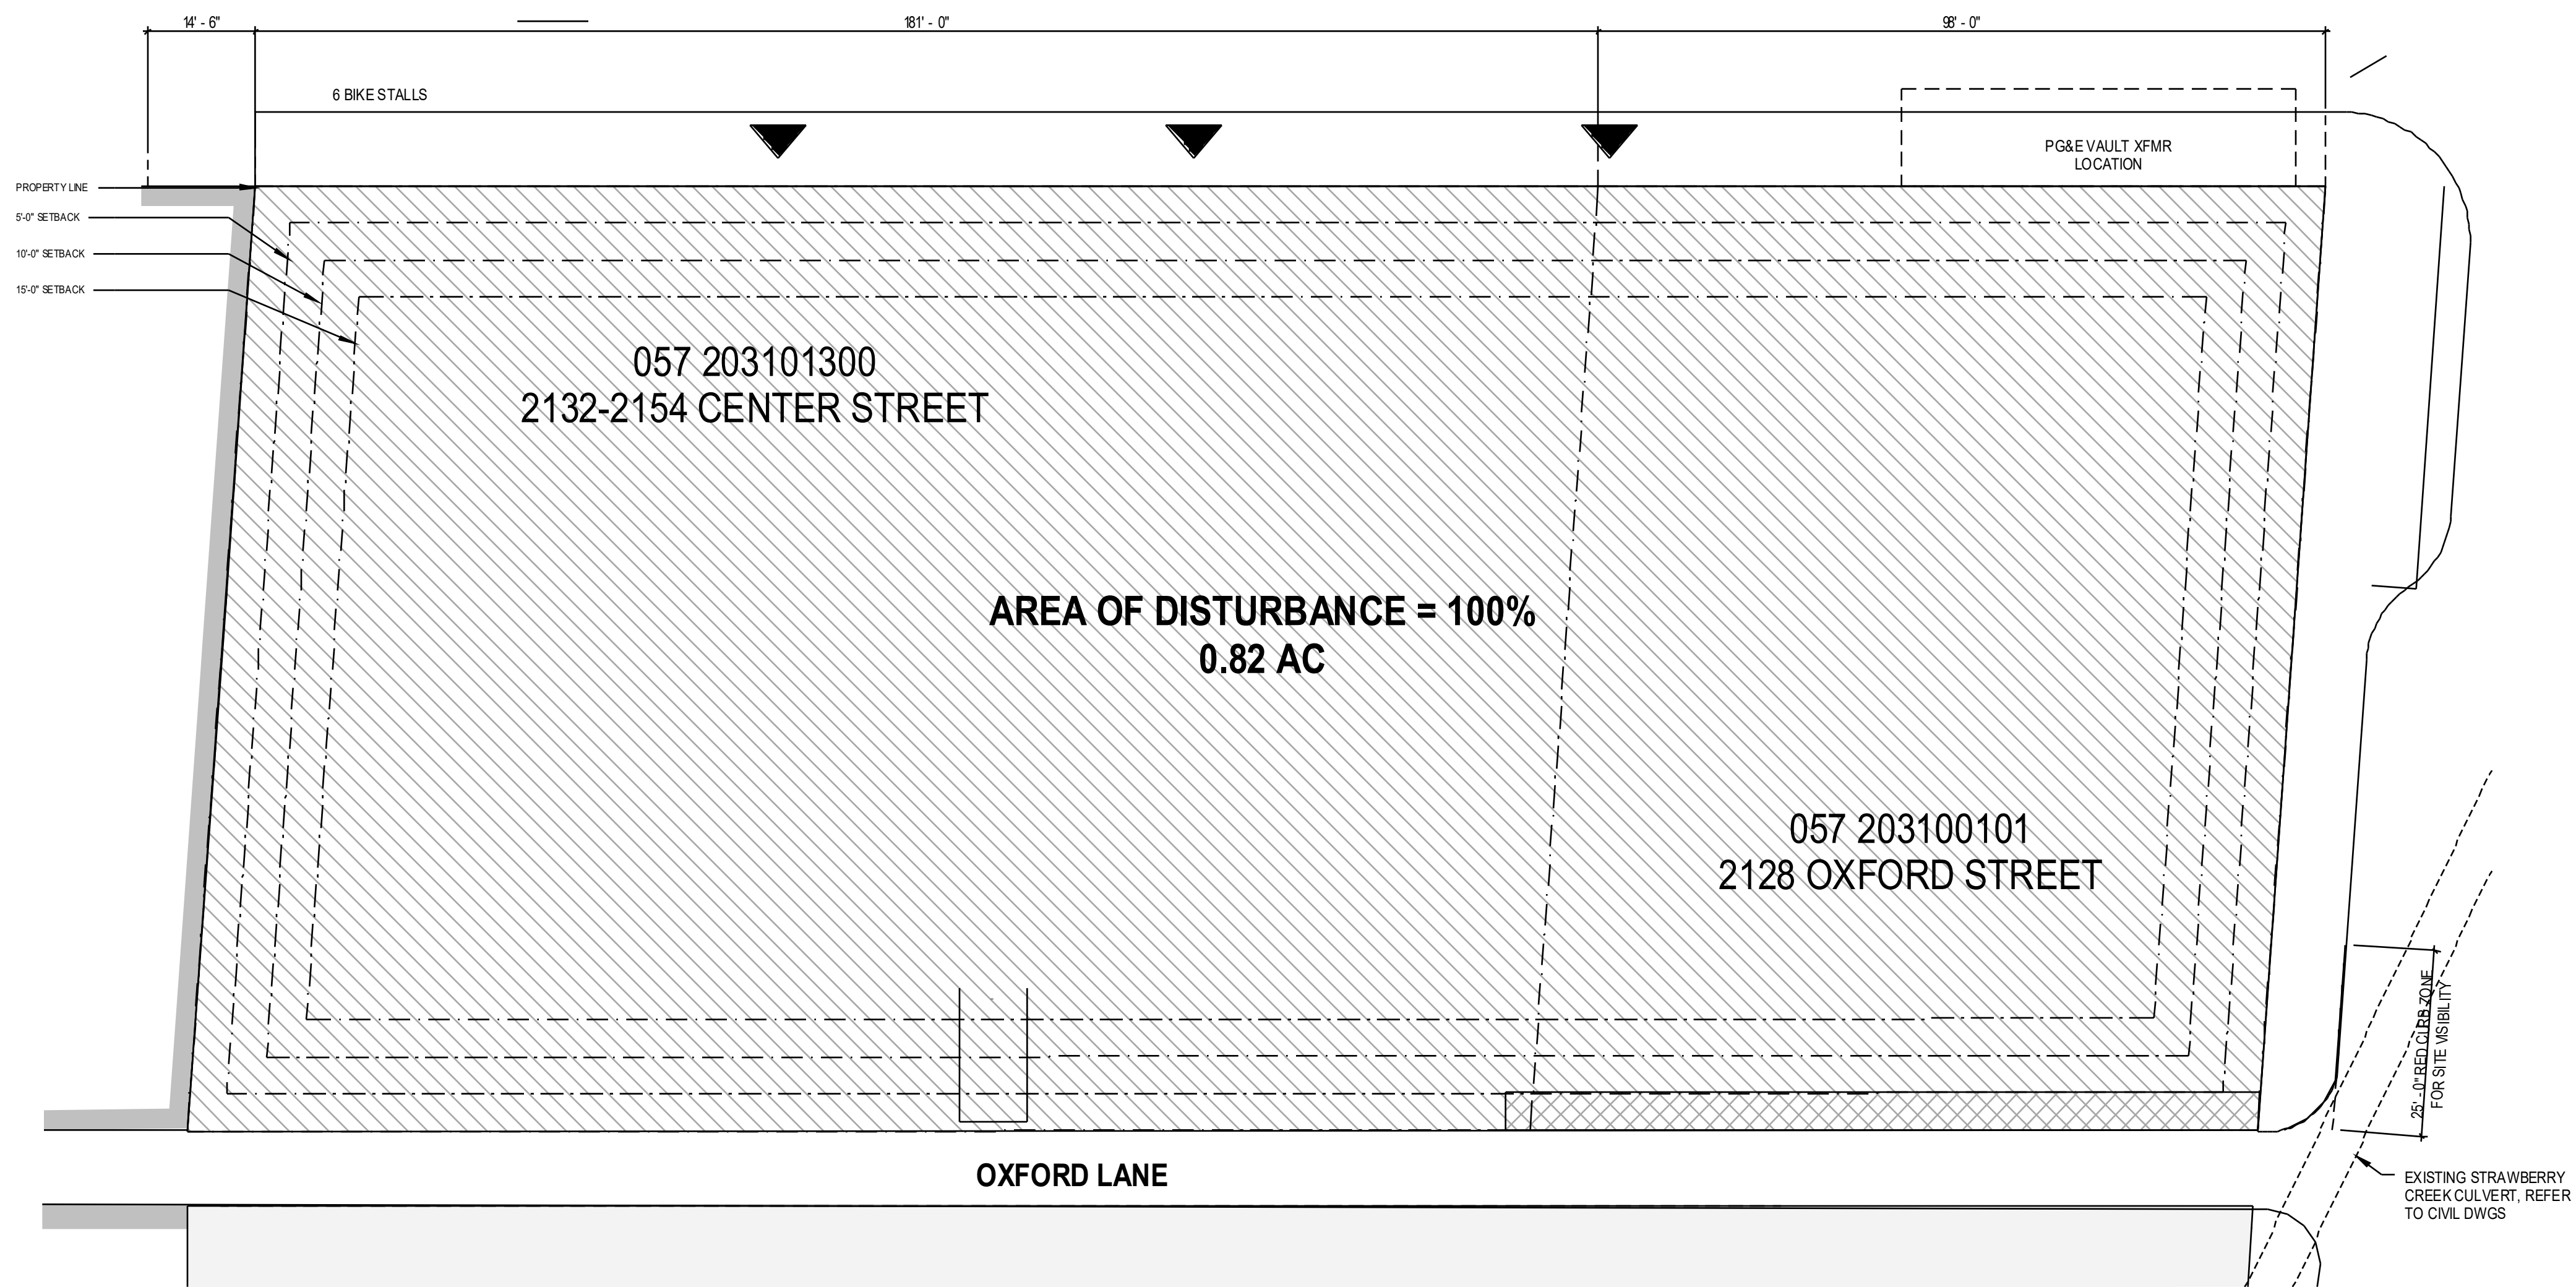 14' - 6"
181' - 0"
98' - 0"
6 BIKE STALLS
PG&E VAULT XFMR
LOCATION
PROPERTY LINE
5'-0" SETBACK
10'-0" SETBACK
15'-0" SETBACK
057 203101300
2132-2154 CENTER STREET
AREA OF DISTURBANCE = 100%
0.82 AC
057 203100101
2128 OXFORD STREET
25' - 0" RED CURB ZONE
FOR SITE VISIBILITY
OXFORD LANE
EXISTING STRAWBERRY
CREEK CULVERT, REFER
TO CIVIL DWGS